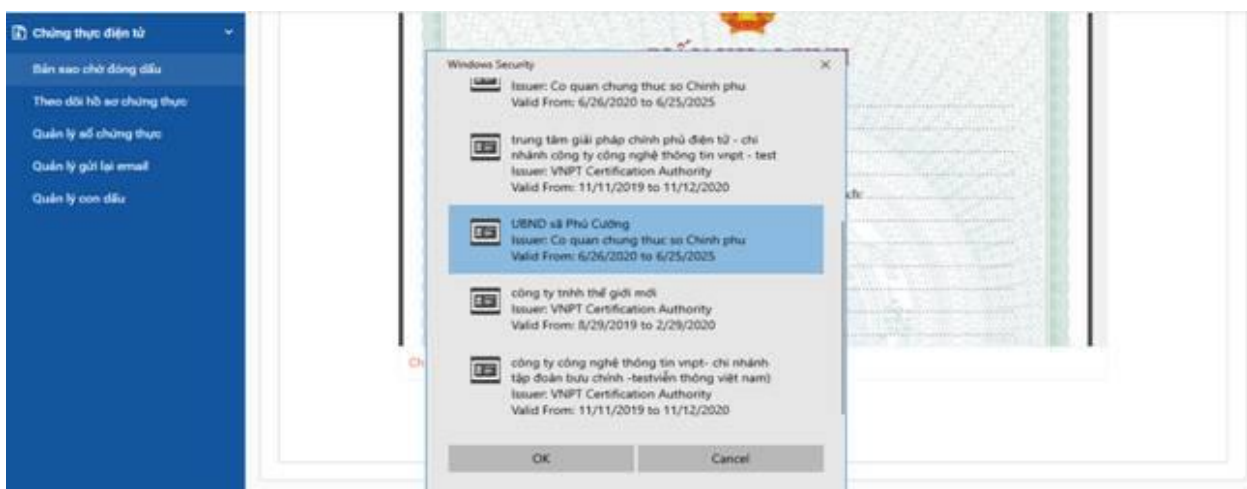 Chứng thực điện tử
Bản sao chờ đóng dấu
Theo dõi hồ sơ chứng thực
Quản lý số chứng thực
Quản lý gửi lại email
Quản lý con dấu
Windows Security
Issuer: Co quan chung thuc so Chinh phu
Valid From: 6/26/2020 to 6/25/2025
trung tâm giải pháp chính phủ điện tử - chi
nhánh công ty công nghệ thông tin vnpt - test
Issuer: VNPT Certification Authority
Valid From: 11/11/2019 to 11/12/2020
UBND xã Phú Cường
Issuer: Co quan chung thuc so Chinh phu
Valid From: 6/26/2020 to 6/25/2025
công ty tnhh thế giới mới
Issuer: VNPT Certification Authority
Valid From: 8/29/2019 to 2/29/2020
công ty công nghệ thông tin vnpt- chi nhánh
tập đoàn bưu chính -testviễn thông việt nam)
Issuer: VNPT Certification Authority
Valid From: 11/11/2019 to 11/12/2020
OK
Cancel
Ch